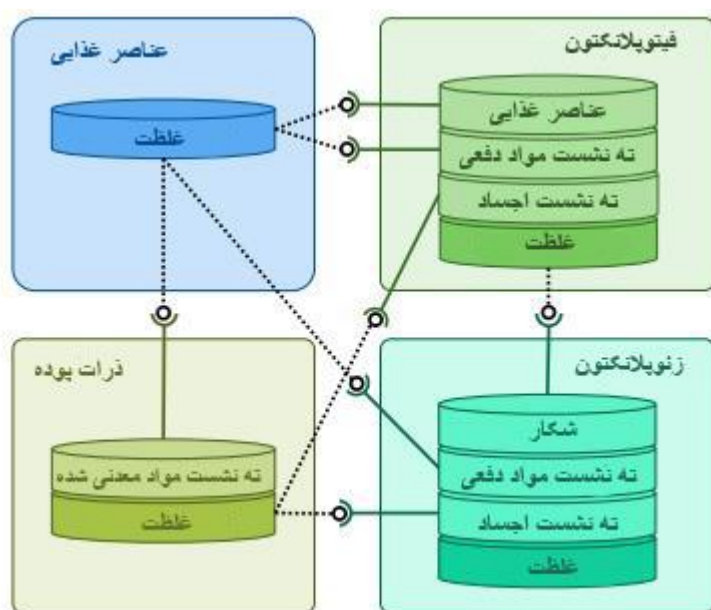 فیتوپلانکتون
عناصر غذایی
ته نشست مواد دفعی
ته نشست اجساد
غلظت
عناصر غذایی
غلظت
زئوپلانکتون
شکار
ته نشست مواد دفعی
ته نشست اجساد
غلظت
ذرات پوده
ته نشست مواد معدنی شده
غلظت